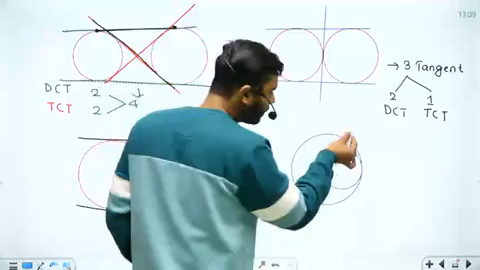 13:09
→ 3 Tangent
2 1
DCT TCT
DCT 2
TCT 2 4